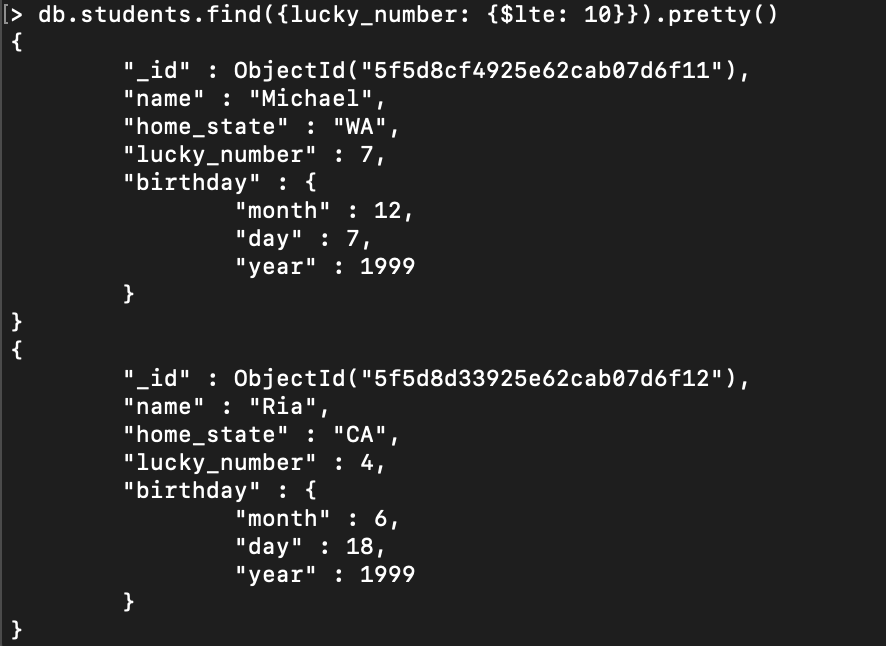 [> db.students.find({lucky_number: {$lte: 10}}).pretty()
{
        "_id" : ObjectId("5f5d8cf4925e62cab07d6f11"),
        "name" : "Michael",
        "home_state" : "WA",
        "lucky_number" : 7,
        "birthday" : {
                "month" : 12,
                "day" : 7,
                "year" : 1999
        }
}
{
        "_id" : ObjectId("5f5d8d33925e62cab07d6f12"),
        "name" : "Ria",
        "home_state" : "CA",
        "lucky_number" : 4,
        "birthday" : {
                "month" : 6,
                "day" : 18,
                "year" : 1999
        }
}